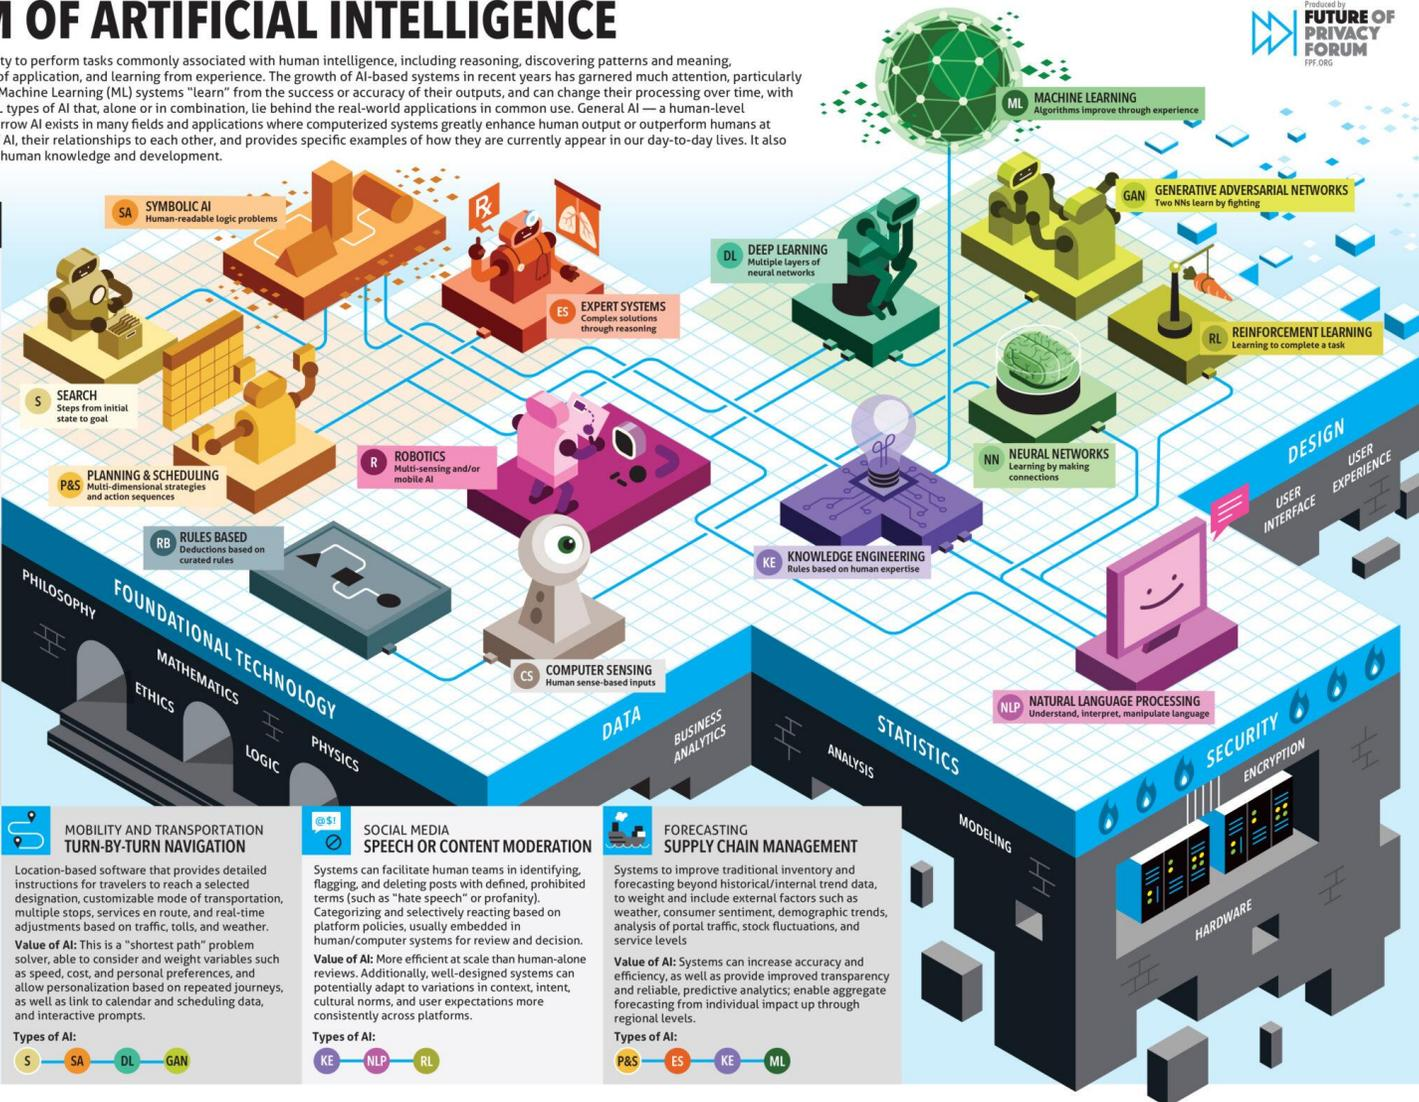 M OF ARTIFICIAL INTELLIGENCE
ty to perform tasks commonly associated with human intelligence, including reasoning, discovering patterns and meaning,
of application, and learning from experience. The growth of AI-based systems in recent years has garnered much attention, particularly
Machine Learning (ML) systems “learn” from the success or accuracy of their outputs, and can change their processing over time, with
types of AI that, alone or in combination, lie behind the real-world applications in common use. General AI — a human-level
rrow AI exists in many fields and applications where computerized systems greatly enhance human output or outperform humans at
AI, their relationships to each other, and provides specific examples of how they are currently appear in our day-to-day lives. It also
human knowledge and development.
Produced by
FUTURE OF
PRIVACY
FORUM
FPF.ORG
ML MACHINE LEARNING
Algorithms improve through experience
SA SYMBOLIC AI
Human-readable logic problems
Rx
GAN GENERATIVE ADVERSARIAL NETWORKS
Two NNs learn by fighting
DL DEEP LEARNING
Multiple layers of
neural networks
ES EXPERT SYSTEMS
Complex solutions
through reasoning
RL REINFORCEMENT LEARNING
Learning to complete a task
S SEARCH
Steps from initial
state to goal
P&S PLANNING & SCHEDULING
Multi-dimensional strategies
and action sequences
R ROBOTICS
Multi-sensing and/or
mobile AI
NN NEURAL NETWORKS
Learning by making
connections
RB RULES BASED
Deductions based on
curated rules
KE KNOWLEDGE ENGINEERING
Rules based on human expertise
CS COMPUTER SENSING
Human sense-based inputs
NLP NATURAL LANGUAGE PROCESSING
Understand, interpret, manipulate language
DESIGN
USER
INTERFACE
USER
EXPERIENCE
FOUNDATIONAL TECHNOLOGY
PHILOSOPHY
ETHICS
MATHEMATICS
LOGIC
PHYSICS
DATA
BUSINESS
ANALYTICS
STATISTICS
ANALYSIS
MODELING
SECURITY
ENCRYPTION
HARDWARE
MOBILITY AND TRANSPORTATION
TURN-BY-TURN NAVIGATION
Location-based software that provides detailed
instructions for travelers to reach a selected
designation, customizable mode of transportation,
multiple stops, services en route, and real-time
adjustments based on traffic, tolls, and weather.
Value of AI: This is a “shortest path” problem
solver, able to consider and weight variables such
as speed, cost, and personal preferences, and
allow personalization based on repeated journeys,
as well as link to calendar and scheduling data,
and interactive prompts.
Types of AI:
S SA DL GAN
@$!
SOCIAL MEDIA
SPEECH OR CONTENT MODERATION
Systems can facilitate human teams in identifying,
flagging, and deleting posts with defined, prohibited
terms (such as “hate speech” or profanity).
Categorizing and selectively reacting based on
platform policies, usually embedded in
human/computer systems for review and decision.
Value of AI: More efficient at scale than human-alone
reviews. Additionally, well-designed systems can
potentially adapt to variations in context, intent,
cultural norms, and user expectations more
consistently across platforms.
Types of AI:
KE NLP RL
FORECASTING
SUPPLY CHAIN MANAGEMENT
Systems to improve traditional inventory and
forecasting beyond historical/internal trend data,
to weight and include external factors such as
weather, consumer sentiment, demographic trends,
analysis of portal traffic, stock fluctuations, and
service levels
Value of AI: Systems can increase accuracy and
efficiency, as well as provide improved transparency
and reliable, predictive analytics; enable aggregate
forecasting from individual impact up through
regional levels.
Types of AI:
P&S ES KE ML